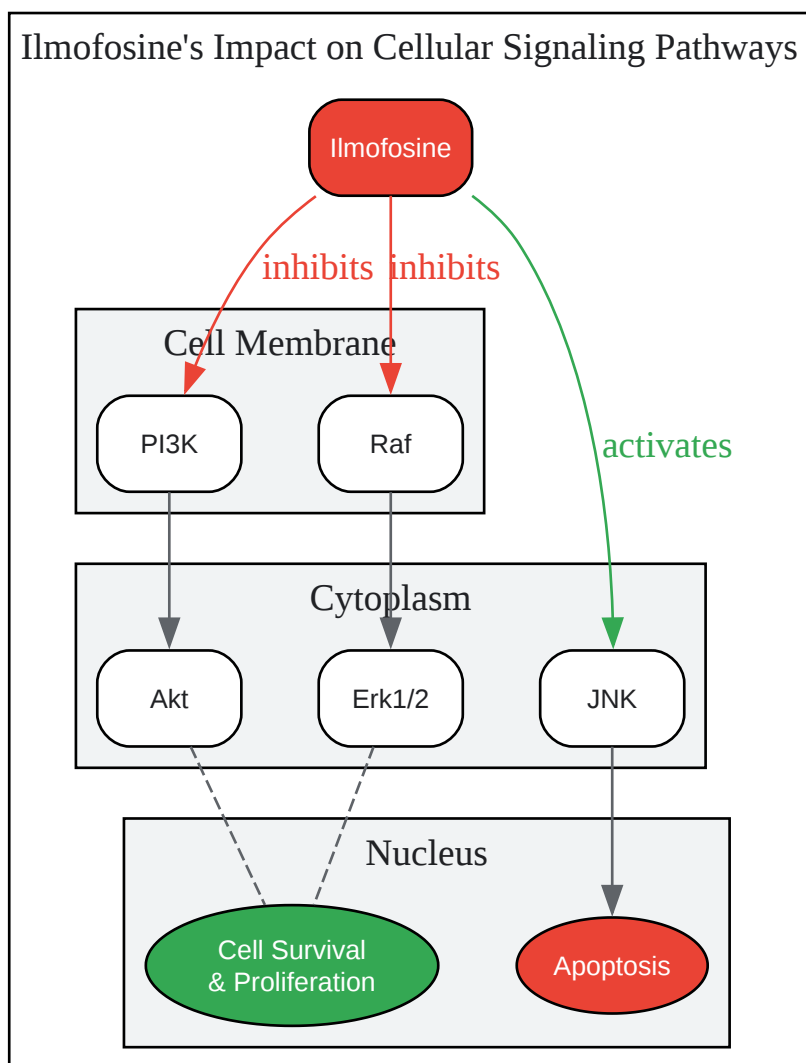 Ilmofosine's Impact on Cellular Signaling Pathways
Ilmofosine
inhibits
inhibits
Cell Membrane
PI3K
Raf
activates
Cytoplasm
Akt
Erk1/2
JNK
Nucleus
Cell Survival
& Proliferation
Apoptosis